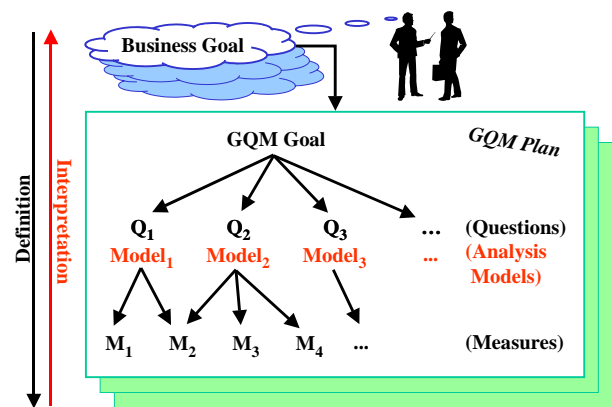 Business Goal
GQM Plan
GQM Goal
Definition
Interpretation
Q1 Q2 Q3 ... (Questions)
Model1 Model2 Model3 ... (Analysis
Models)
M1 M2 M3 M4 ... (Measures)